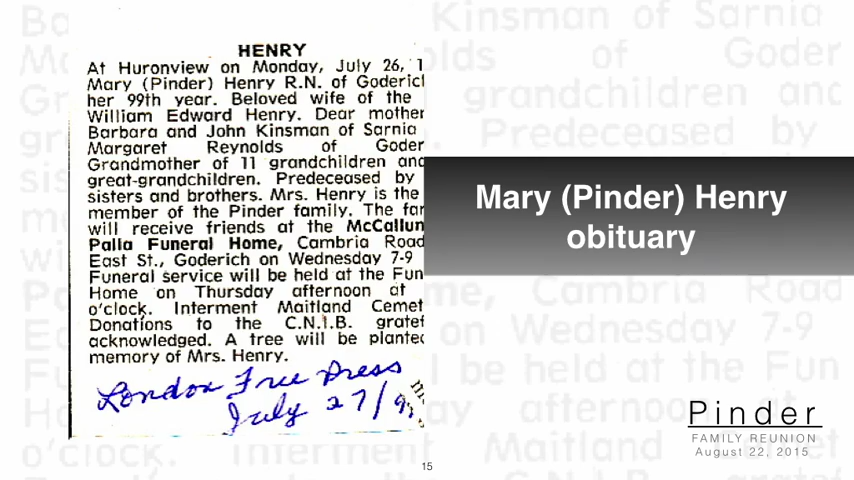 HENRY
At Huronview on Monday, July 26, 1
Mary (Pinder) Henry R.N. of Goderich
her 99th year. Beloved wife of the
William Edward Henry. Dear mother
Barbara and John Kinsman of Sarnia
Margaret Reynolds of Goder
Grandmother of 11 grandchildren and
great-grandchildren. Predeceased by
sisters and brothers. Mrs. Henry is the
member of the Pinder family. The fam
will receive friends at the McCallum
Palla Funeral Home, Cambria Road
East St., Goderich on Wednesday 7-9
Funeral service will be held at the Fun
Home on Thursday afternoon at
o'clock. Interment Maitland Cemet
Donations to the C.N.I.B. gratef
acknowledged. A tree will be planted
memory of Mrs. Henry.
London Free Press
July 27/9
Mary (Pinder) Henry
obituary
Pinder
FAMILY REUNION
August 22, 2015
15